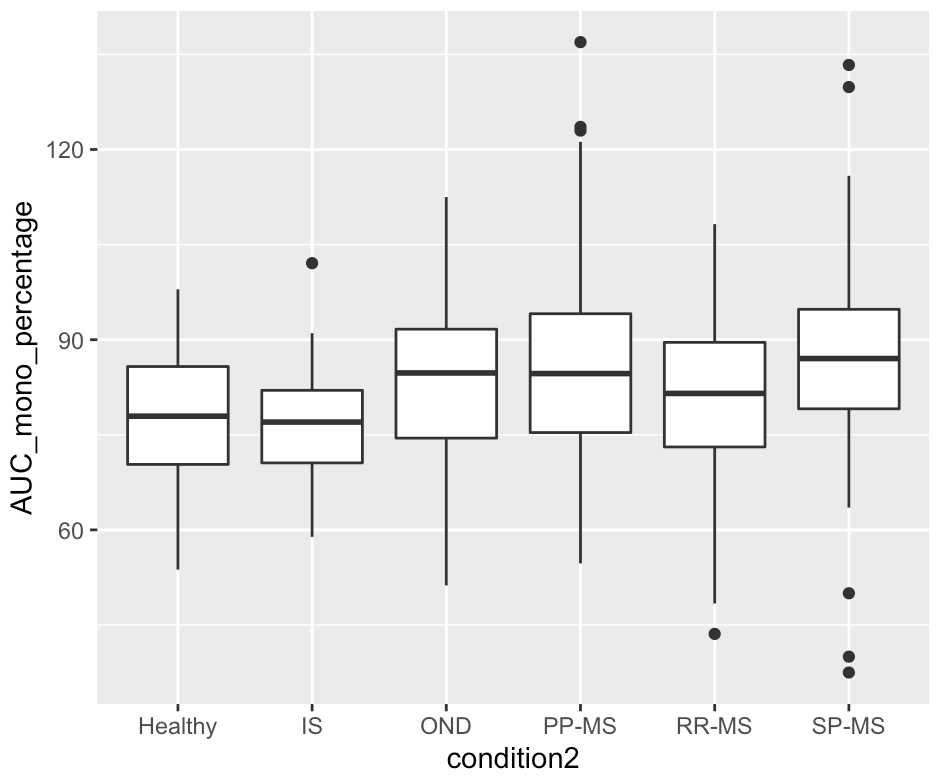 AUC_mono_percentage
120
90
60
Healthy IS OND PP-MS RR-MS SP-MS
condition2